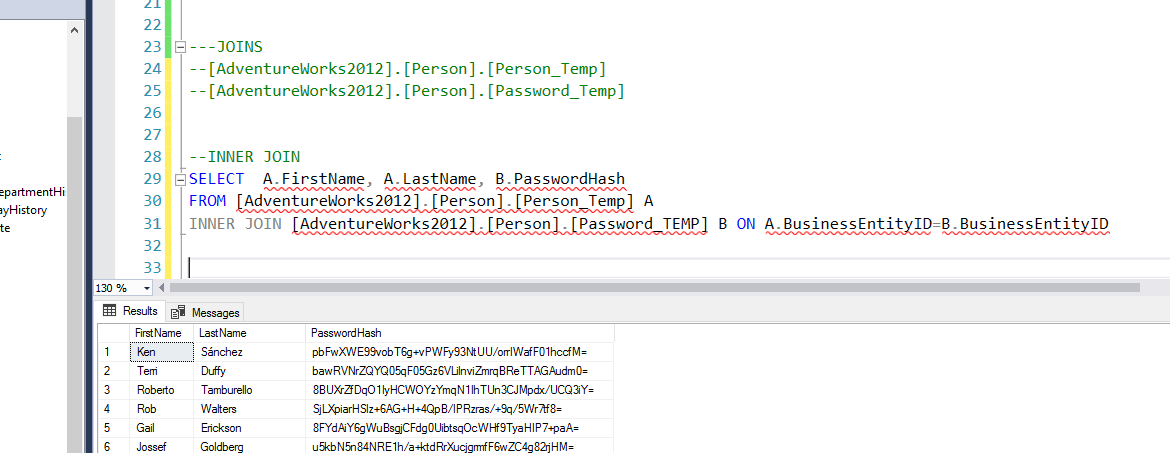 21
22
23 ---JOINS
24 --[AdventureWorks2012].[Person].[Person_Temp]
25 --[AdventureWorks2012].[Person].[Password_Temp]
26
27
28 --INNER JOIN
29 SELECT  A.FirstName, A.LastName, B.PasswordHash
epartmentHi
30 FROM [AdventureWorks2012].[Person].[Person_Temp] A
ayHistory
31 INNER JOIN [AdventureWorks2012].[Person].[Password_TEMP] B ON A.BusinessEntityID=B.BusinessEntityID
te
32
33
130 %
Results Messages
FirstName LastName PasswordHash
1 Ken Sánchez pbFwXWE99vobT6g+vPWFy93NtUU/orrIWafF01hccfM=
2 Terri Duffy bawRVNrZQYQ05qF05Gz6VLilnviZmrqBReTTAGAudm0=
3 Roberto Tamburello 8BUXrZfDqO1IyHCWOYzYmqN1IhTUn3CJMpdx/UCQ3iY=
4 Rob Walters SjLXpiarHSlz+6AG+H+4QpB/IPRzras/+9q/5Wr7tf8=
5 Gail Erickson 8FYdAiY6gWuBsgjCFdg0UibtsqOcWHf9TyaHIP7+paA=
6 Jossef Goldberg u5kbN5n84NRE1h/a+ktdRrXucjgmfF6wZC4g82rjHM=